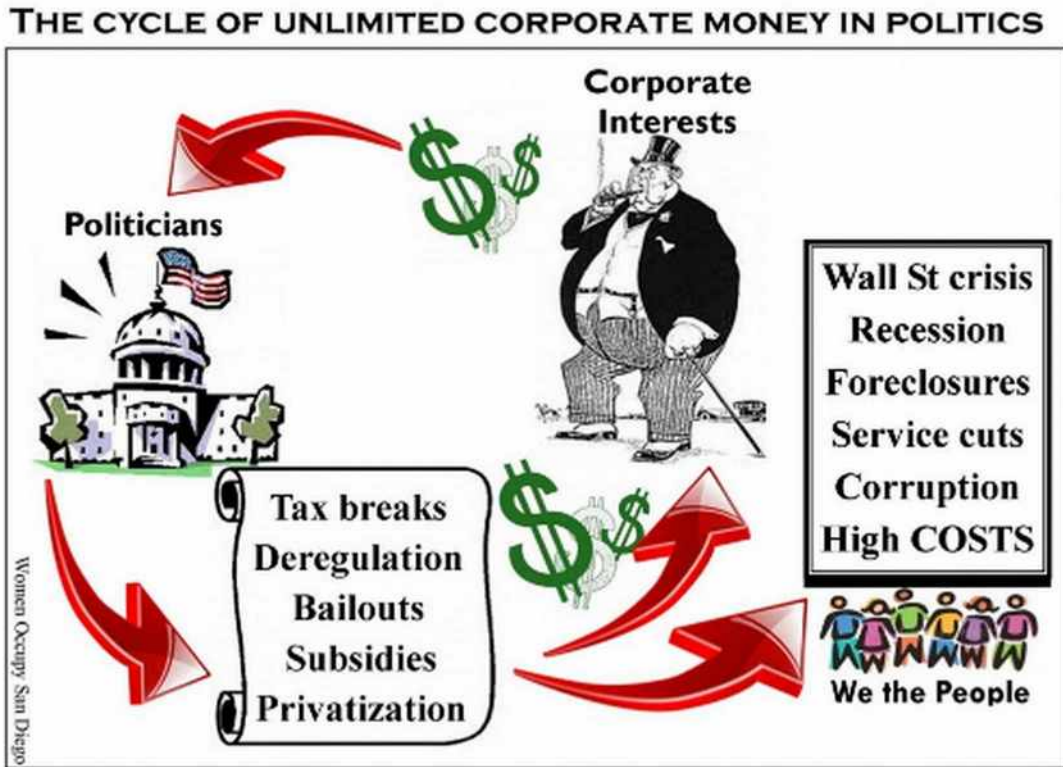 THE CYCLE OF UNLIMITED CORPORATE MONEY IN POLITICS
Corporate
Interests
Politicians
Wall St crisis
Recession
Foreclosures
Service cuts
Corruption
High COSTS
Tax breaks
Deregulation
Bailouts
Subsidies
Privatization
We the People
Women Occupy San Diego